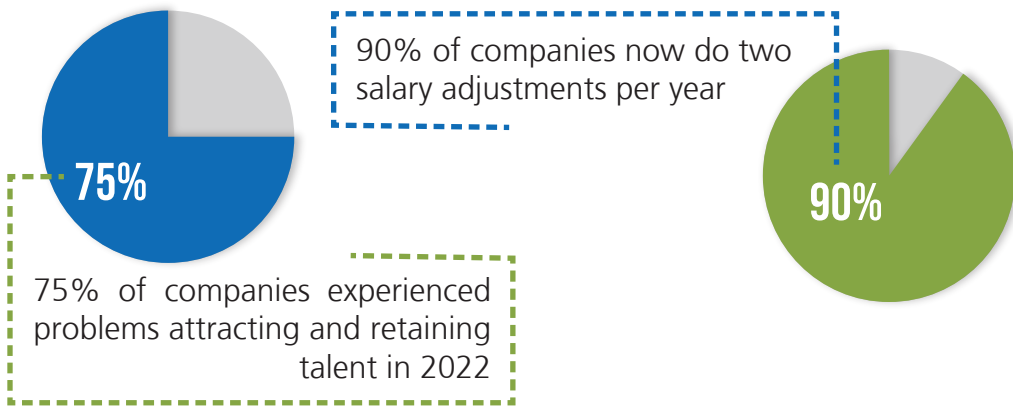 90% of companies now do two
salary adjustments per year
75%
90%
75% of companies experienced
problems attracting and retaining
talent in 2022